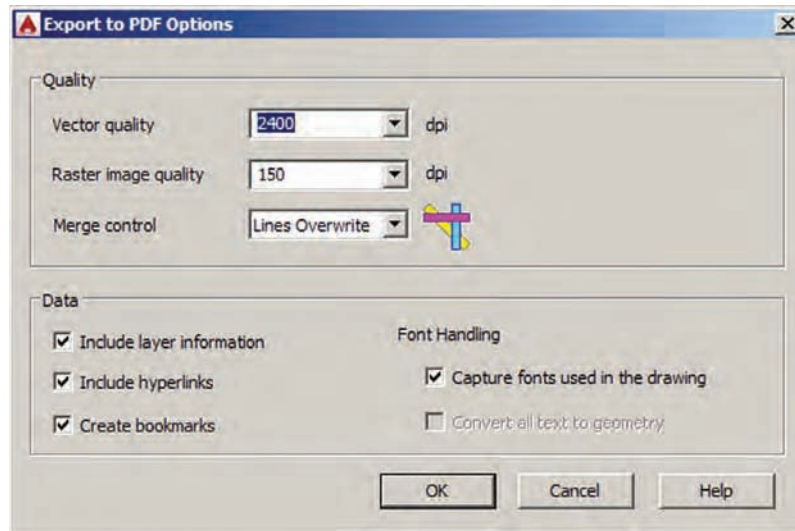 Export to PDF Options
Quality
Vector quality 2400 dpi
Raster image quality 150 dpi
Merge control Lines Overwrite
Data
Include layer information
Include hyperlinks
Create bookmarks
Font Handling
Capture fonts used in the drawing
Convert all text to geometry
OK Cancel Help